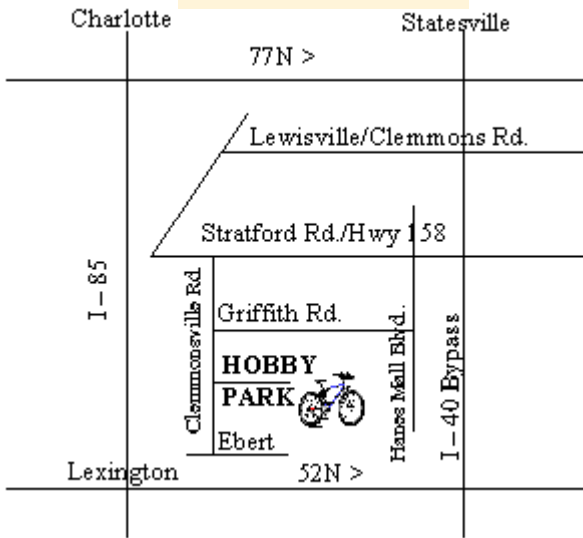 Charlotte
Statesville
77N >
Lewisville/Clemmons Rd.
Stratford Rd./Hwy 158
I-85
Clemmonsville Rd
Griffith Rd.
Hanes Mall Blvd.
I-40 Bypass
HOBBY
PARK
Ebert
Lexington
52N >